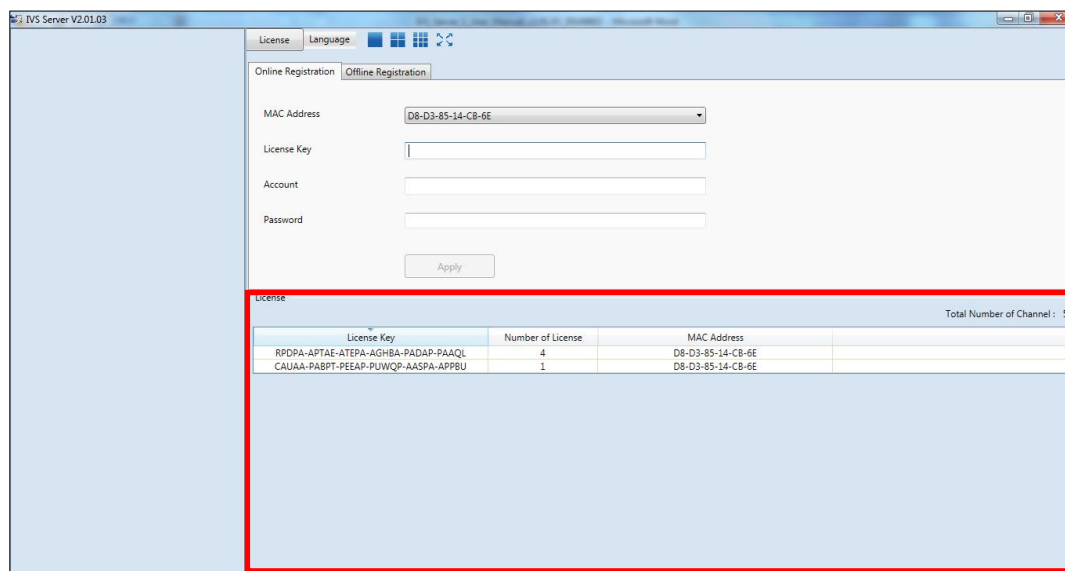 IVS Server V2.01.03
License Language
Online Registration Offline Registration
MAC Address D8-D3-85-14-CB-6E
License Key
Account
Password
Apply
License
Total Number of Channel : 5
License Key Number of License MAC Address
RPDPA-APTAE-ATEPA-AGHBA-PADAP-PAAQL 4 D8-D3-85-14-CB-6E
CAUAA-PABPT-PEEAP-PUWQP-AASPA-APPBU 1 D8-D3-85-14-CB-6E